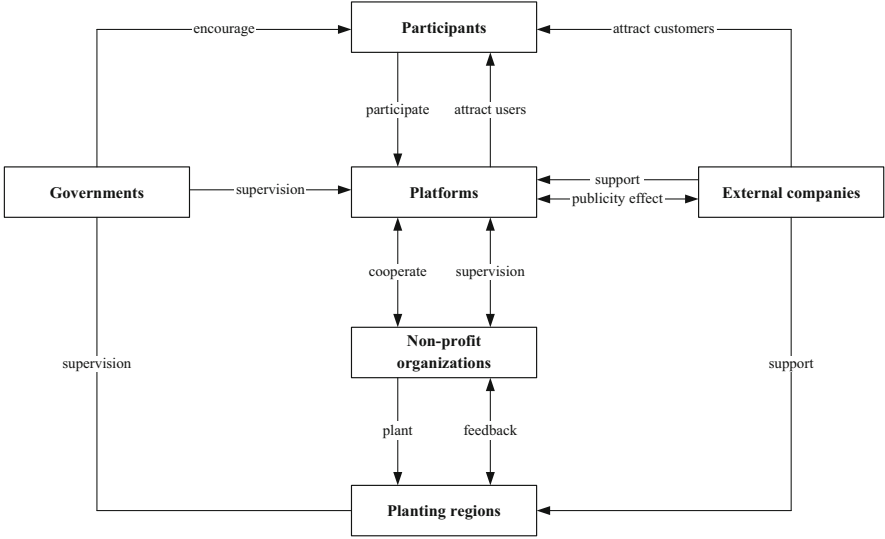 encourage
Participants
attract customers
participate
attract users
Governments
supervision
Platforms
support
publicity effect
External companies
cooperate
supervision
Non-profit
organizations
supervision
support
plant
feedback
Planting regions